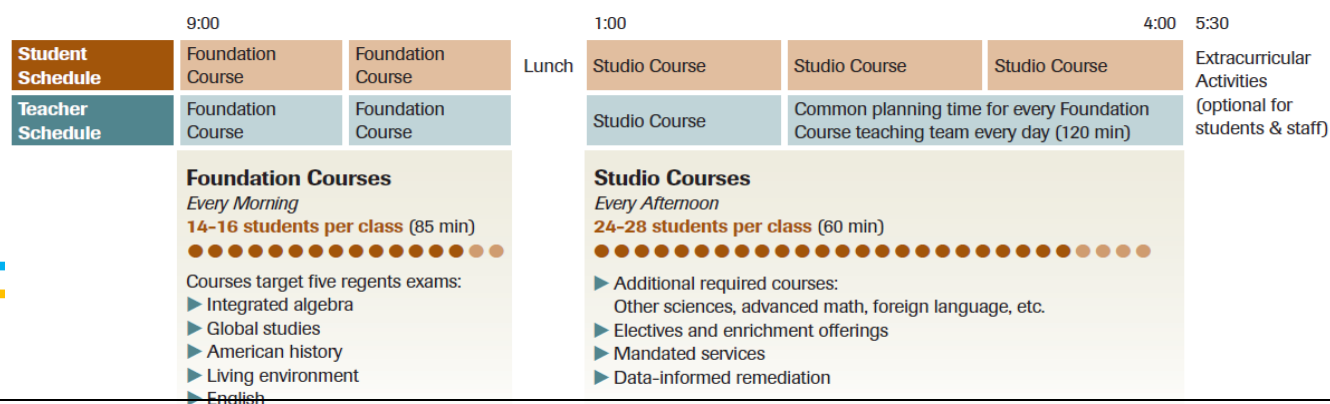 9:00 1:00 4:00 5:30
Student
Schedule
Foundation
Course
Foundation
Course
Lunch
Studio Course
Studio Course
Studio Course
Extracurricular
Activities
(optional for
students & staff)
Teacher
Schedule
Foundation
Course
Foundation
Course
Studio Course
Common planning time for every Foundation
Course teaching team every day (120 min)
Foundation Courses
Every Morning
14-16 students per class (85 min)
Courses target five regents exams:
▶ Integrated algebra
▶ Global studies
▶ American history
▶ Living environment
▶ English
Studio Courses
Every Afternoon
24-28 students per class (60 min)
▶ Additional required courses:
Other sciences, advanced math, foreign language, etc.
▶ Electives and enrichment offerings
▶ Mandated services
▶ Data-informed remediation